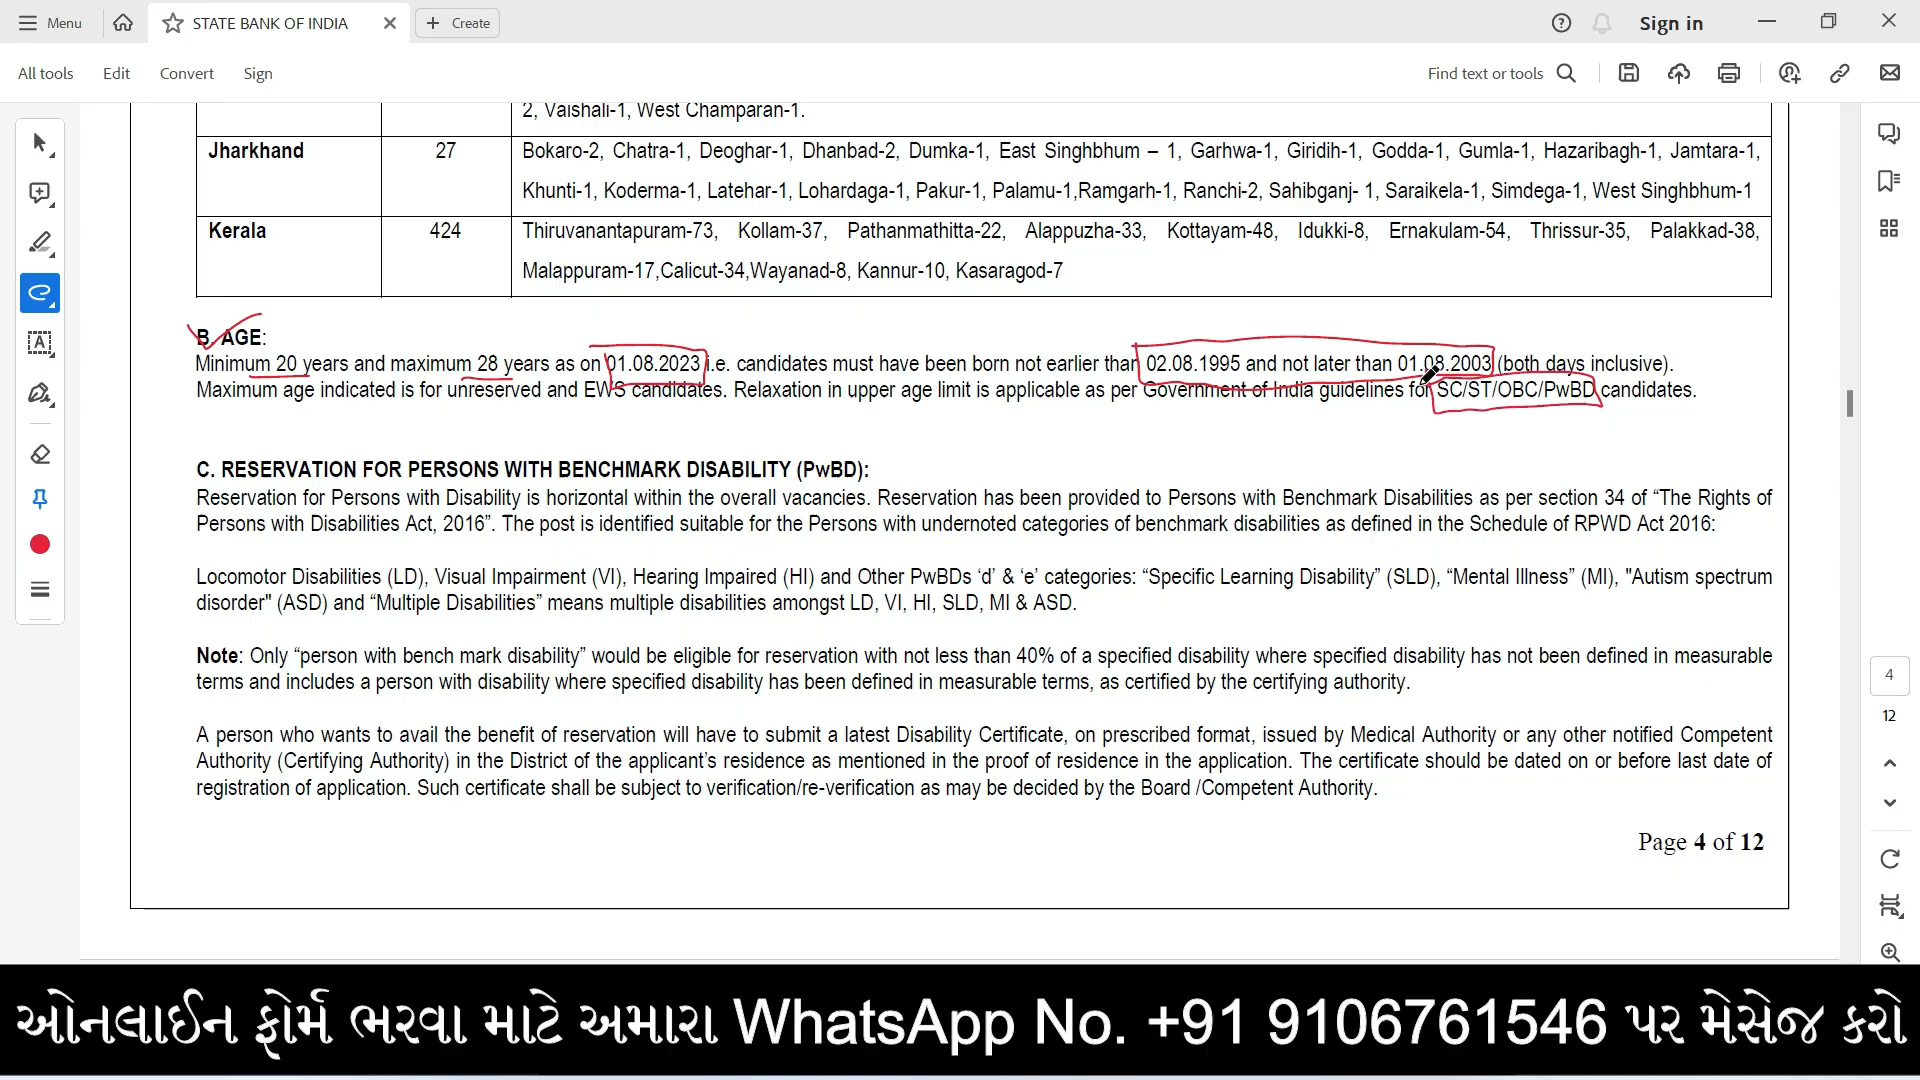 Menu
STATE BANK OF INDIA
Create
Sign in
All tools
Edit
Convert
Sign
Find text or tools
2, Vaishali-1, West Champaran-1.
Jharkhand
27
Bokaro-2, Chatra-1, Deoghar-1, Dhanbad-2, Dumka-1, East Singhbhum – 1, Garhwa-1, Giridih-1, Godda-1, Gumla-1, Hazaribagh-1, Jamtara-1,
Khunti-1, Koderma-1, Latehar-1, Lohardaga-1, Pakur-1, Palamu-1,Ramgarh-1, Ranchi-2, Sahibganj- 1, Saraikela-1, Simdega-1, West Singhbhum-1
Kerala
424
Thiruvanantapuram-73, Kollam-37, Pathanmathitta-22, Alappuzha-33, Kottayam-48, Idukki-8, Ernakulam-54, Thrissur-35, Palakkad-38,
Malappuram-17,Calicut-34,Wayanad-8, Kannur-10, Kasaragod-7
B. AGE:
Minimum 20 years and maximum 28 years as on 01.08.2023 i.e. candidates must have been born not earlier than 02.08.1995 and not later than 01.08.2003 (both days inclusive).
Maximum age indicated is for unreserved and EWS candidates. Relaxation in upper age limit is applicable as per Government of India guidelines for SC/ST/OBC/PwBD candidates.
C. RESERVATION FOR PERSONS WITH BENCHMARK DISABILITY (PwBD):
Reservation for Persons with Disability is horizontal within the overall vacancies. Reservation has been provided to Persons with Benchmark Disabilities as per section 34 of “The Rights of
Persons with Disabilities Act, 2016”. The post is identified suitable for the Persons with undernoted categories of benchmark disabilities as defined in the Schedule of RPWD Act 2016:
Locomotor Disabilities (LD), Visual Impairment (VI), Hearing Impaired (HI) and Other PwBDs ‘d’ & ‘e’ categories: “Specific Learning Disability” (SLD), “Mental Illness” (MI), "Autism spectrum
disorder" (ASD) and “Multiple Disabilities” means multiple disabilities amongst LD, VI, HI, SLD, MI & ASD.
Note: Only “person with bench mark disability” would be eligible for reservation with not less than 40% of a specified disability where specified disability has not been defined in measurable
terms and includes a person with disability where specified disability has been defined in measurable terms, as certified by the certifying authority.
A person who wants to avail the benefit of reservation will have to submit a latest Disability Certificate, on prescribed format, issued by Medical Authority or any other notified Competent
Authority (Certifying Authority) in the District of the applicant’s residence as mentioned in the proof of residence in the application. The certificate should be dated on or before last date of
registration of application. Such certificate shall be subject to verification/re-verification as may be decided by the Board /Competent Authority.
Page 4 of 12
4
12
ઓનલાઈન ફોર્મ ભરવા માટે અમારા WhatsApp No. +91 9106761546 પર મેસેજ કરો